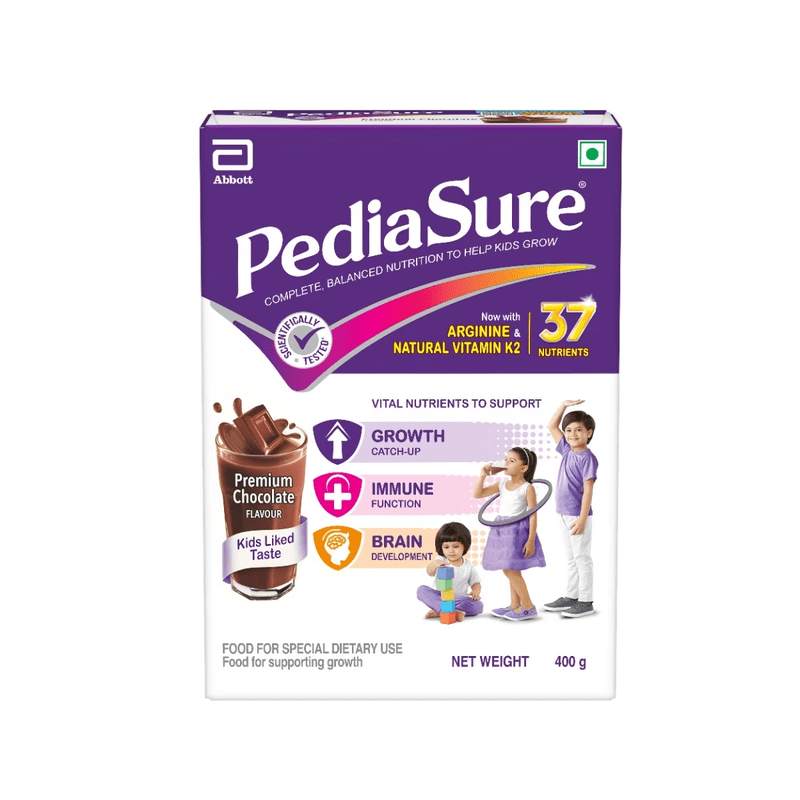 Premium Chocolate
Abbott
PediaSure®
COMPLETE, BALANCED NUTRITION TO HELP KIDS GROW
SCIENTIFICALLY
TESTED
Now with
ARGININE &
NATURAL VITAMIN K2
37
NUTRIENTS
VITAL NUTRIENTS TO SUPPORT
GROWTH
CATCH-UP
IMMUNE
FUNCTION
BRAIN
DEVELOPMENT
Premium
Chocolate
FLAVOUR
Kids Liked
Taste
FOOD FOR SPECIAL DIETARY USE
Food for supporting growth
NET WEIGHT 400 g